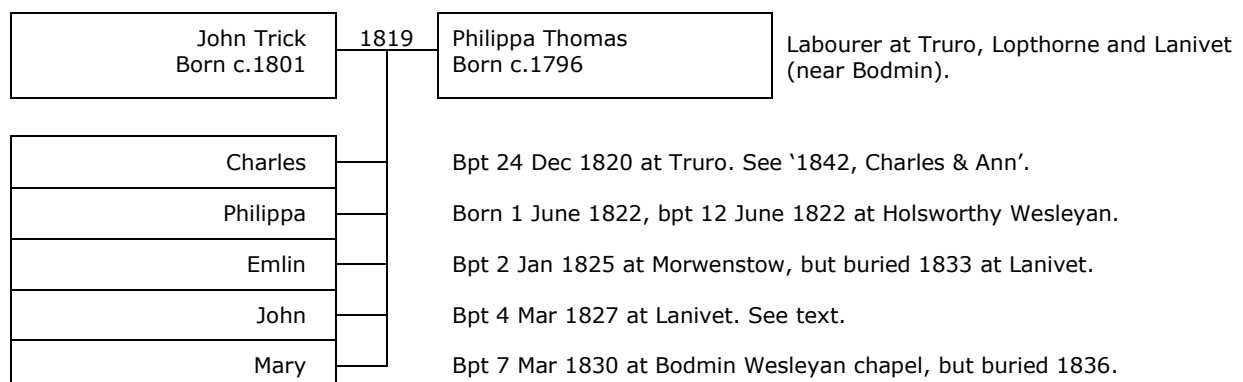 John Trick
Born c.1801
1819
Philippa Thomas
Born c.1796
Labourer at Truro, Lopthorne and Lanivet
(near Bodmin).
Charles
Bpt 24 Dec 1820 at Truro. See ‘1842, Charles & Ann’.
Philippa
Born 1 June 1822, bpt 12 June 1822 at Holsworthy Wesleyan.
Emlin
Bpt 2 Jan 1825 at Morwenstow, but buried 1833 at Lanivet.
John
Bpt 4 Mar 1827 at Lanivet. See text.
Mary
Bpt 7 Mar 1830 at Bodmin Wesleyan chapel, but buried 1836.